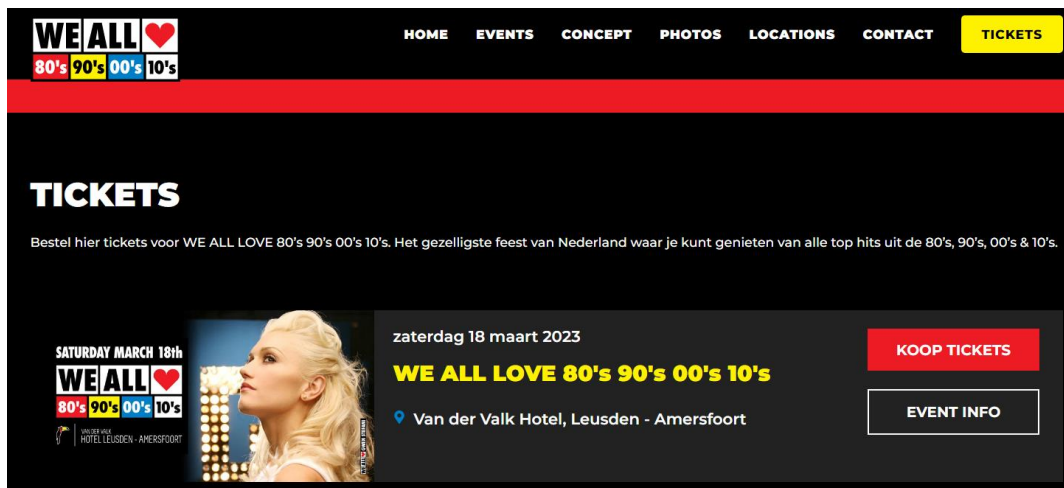 WE ALL
80's 90's 00's 10's
HOME EVENTS CONCEPT PHOTOS LOCATIONS CONTACT TICKETS
TICKETS
Bestel hier tickets voor WE ALL LOVE 80's 90's 00's 10's. Het gezelligste feest van Nederland waar je kunt genieten van alle top hits uit de 80's, 90's, 00's & 10's.
SATURDAY MARCH 18th
WE ALL
80's 90's 00's 10's
VAN DER VALK
HOTEL LEUSDEN - AMERSFOORT
zaterdag 18 maart 2023
WE ALL LOVE 80's 90's 00's 10's
Van der Valk Hotel, Leusden - Amersfoort
KOOP TICKETS
EVENT INFO